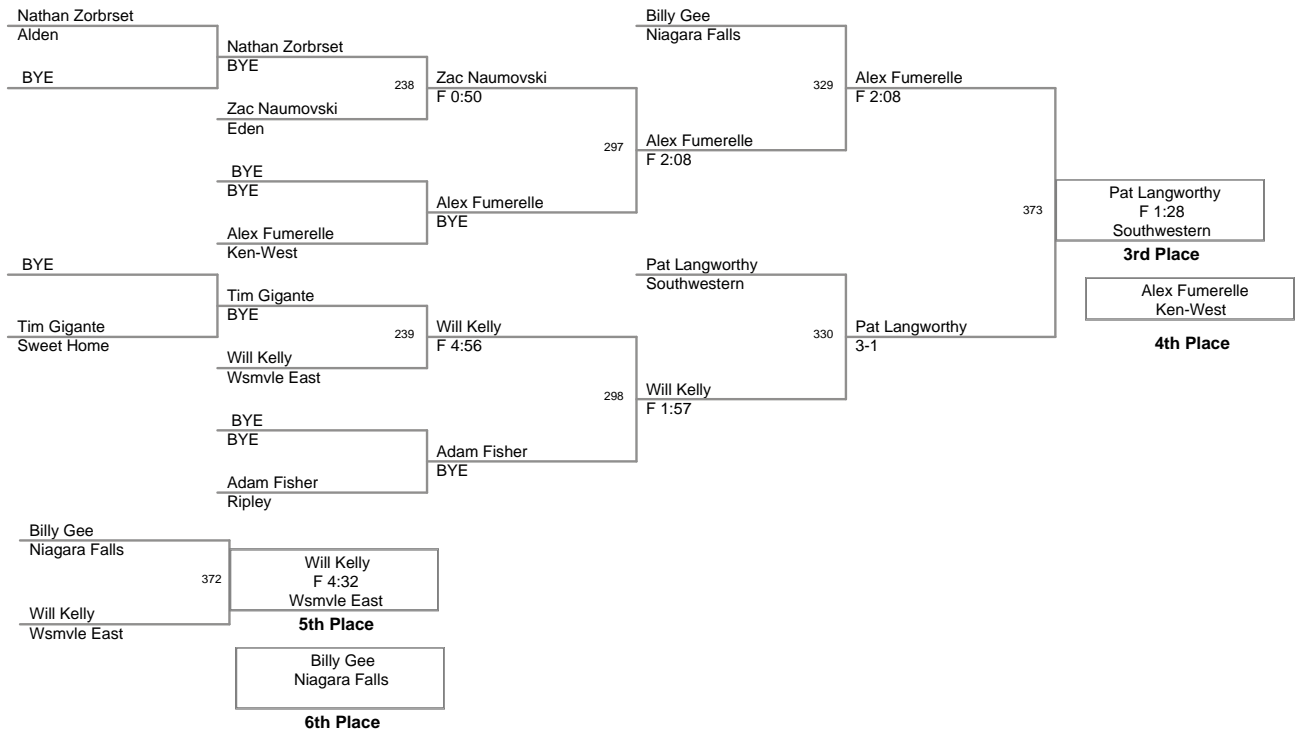 Nathan Zorbrset
Alden
BYE
Nathan Zorbrset
BYE
238
Zac Naumovski
Eden
Zac Naumovski
F 0:50
BYE
BYE
Alex Fumerelle
Ken-West
Alex Fumerelle
BYE
297
Alex Fumerelle
F 2:08
Billy Gee
Niagara Falls
329
Alex Fumerelle
F 2:08
BYE
Tim Gigante
Sweet Home
Tim Gigante
BYE
239
Will Kelly
Wsmvle East
Will Kelly
F 4:56
BYE
BYE
Adam Fisher
Ripley
Adam Fisher
BYE
298
Will Kelly
F 1:57
Pat Langworthy
Southwestern
330
Pat Langworthy
3-1
373
Pat Langworthy
F 1:28
Southwestern
3rd Place
Alex Fumerelle
Ken-West
4th Place
Billy Gee
Niagara Falls
372
Will Kelly
Wsmvle East
Will Kelly
F 4:32
Wsmvle East
5th Place
Billy Gee
Niagara Falls
6th Place